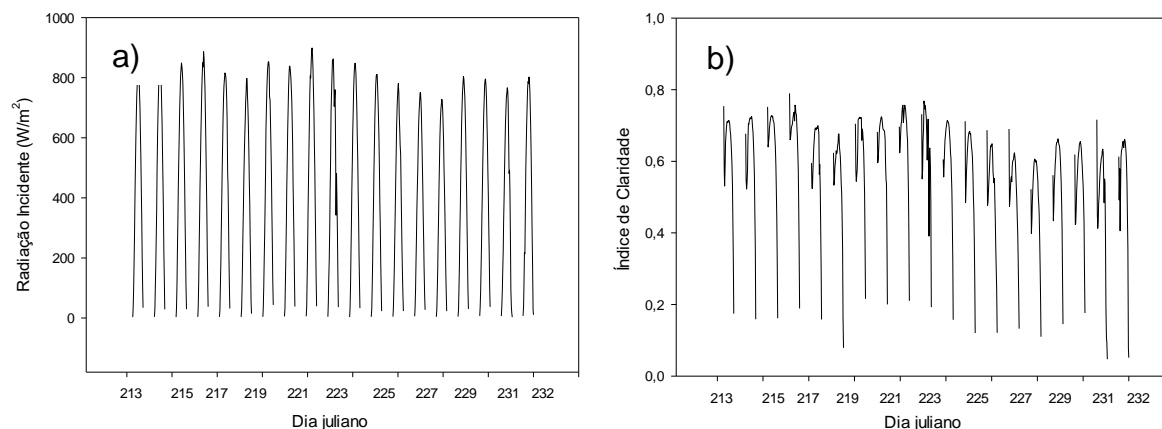 a)
Radiação Incidente (W/m²)
1000
800
600
400
200
0
213 215 217 219 221 223 225 227 229 231 232
Dia juliano
b)
Índice de Claridade
1,0
0,8
0,6
0,4
0,2
0,0
213 215 217 219 221 223 225 227 229 231 232
Dia juliano